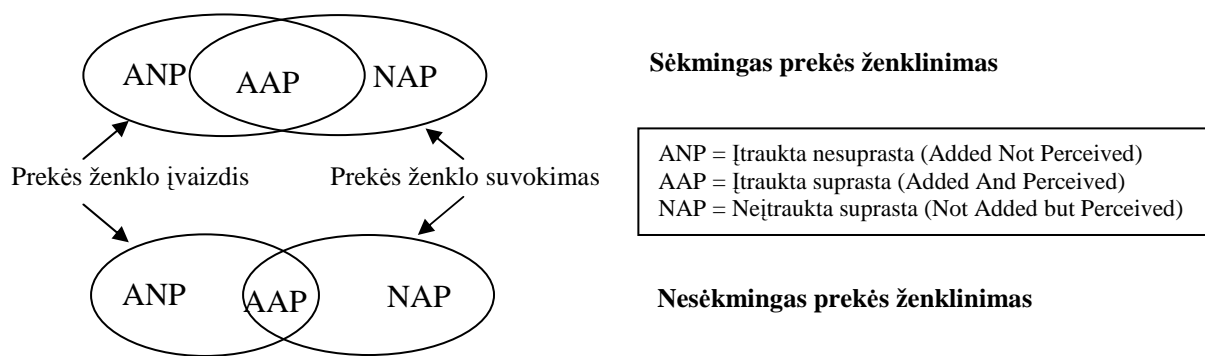 ANP AAP NAP
Sėkmingas prekės ženklinimas
ANP = Įtraukta nesuprasta (Added Not Perceived)
AAP = Įtraukta suprasta (Added And Perceived)
NAP = Neįtraukta suprasta (Not Added but Perceived)
Prekės ženklo įvaizdis
Prekės ženklo suvokimas
ANP AAP NAP
Nesėkmingas prekės ženklinimas